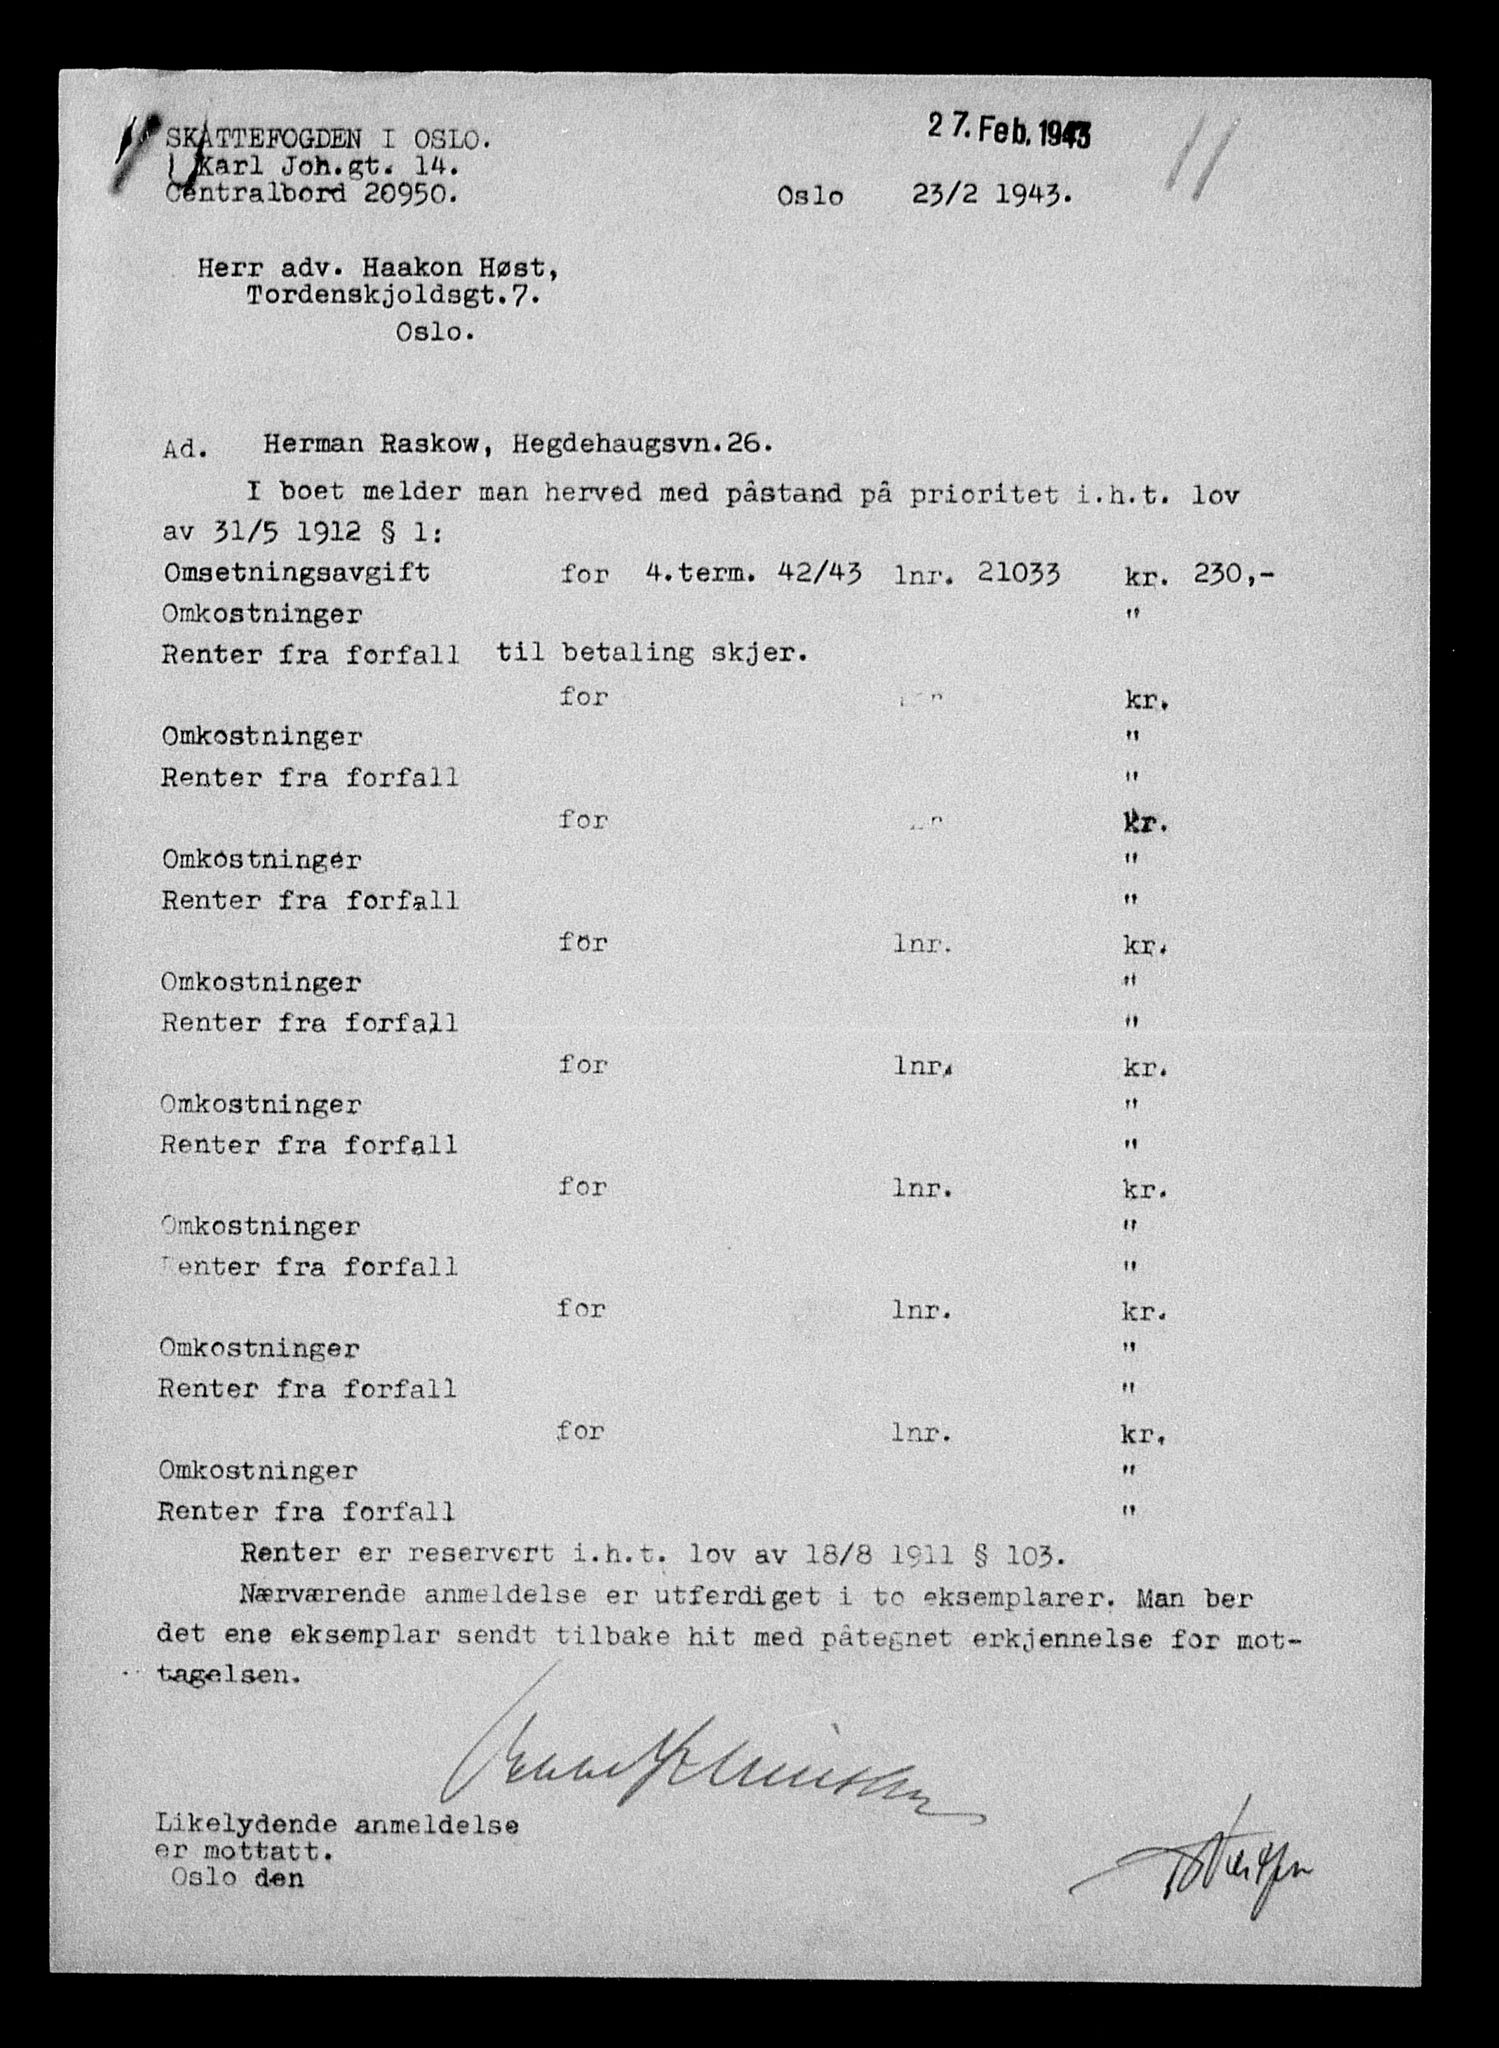 27. Feb. 1943
SKATTEFOGDEN I OSLO.
Karl Joh.gt. 14.
Centralbord 20950.
Oslo 23/2 1943.
Herr adv. Haakon Høst,
Tordenskjoldsgt.7.
Oslo.
Ad. Herman Raskow, Hegdehaugsvn.26.
I boet melder man herved med påstand på prioritet i.h.t. lov
av 31/5 1912 § 1:
Omsetningsavgift for 4.term. 42/43 lnr. 21033 kr. 230,-
Omkostninger "
Renter fra forfall til betaling skjer.
for kr.
Omkostninger "
Renter fra forfall "
for kr.
Omkostninger "
Renter fra forfall "
for lnr. kr.
Omkostninger "
Renter fra forfall "
for lnr. kr.
Omkostninger "
Renter fra forfall "
for lnr. kr.
Omkostninger "
Renter fra forfall "
for lnr. kr.
Omkostninger "
Renter fra forfall "
for lnr. kr.
Omkostninger "
Renter fra forfall "
Renter er reservert i.h.t. lov av 18/8 1911 § 103.
Nærværende anmeldelse er utferdiget i to eksemplarer. Man ber
det ene eksemplar sendt tilbake hit med påtegnet erkjennelse for mot-
tagelsen.
Likelydende anmeldelse
er mottatt.
Oslo den